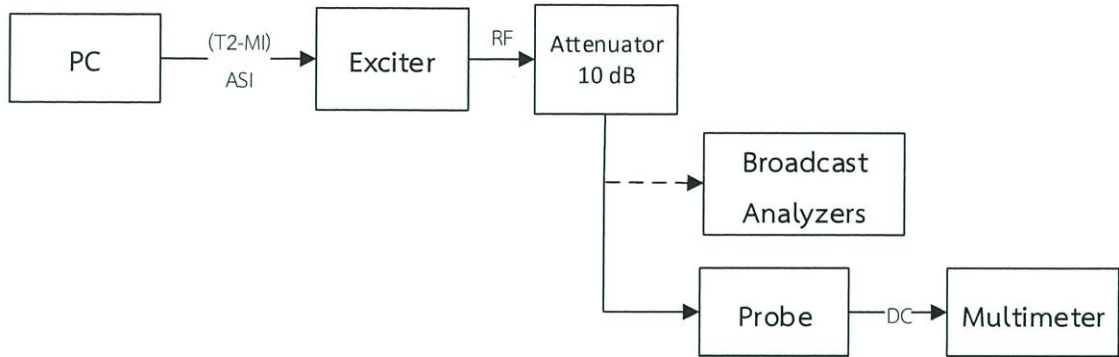 PC
(T2-MI)
ASI
Exciter
RF
Attenuator
10 dB
Broadcast
Analyzers
Probe
DC
Multimeter